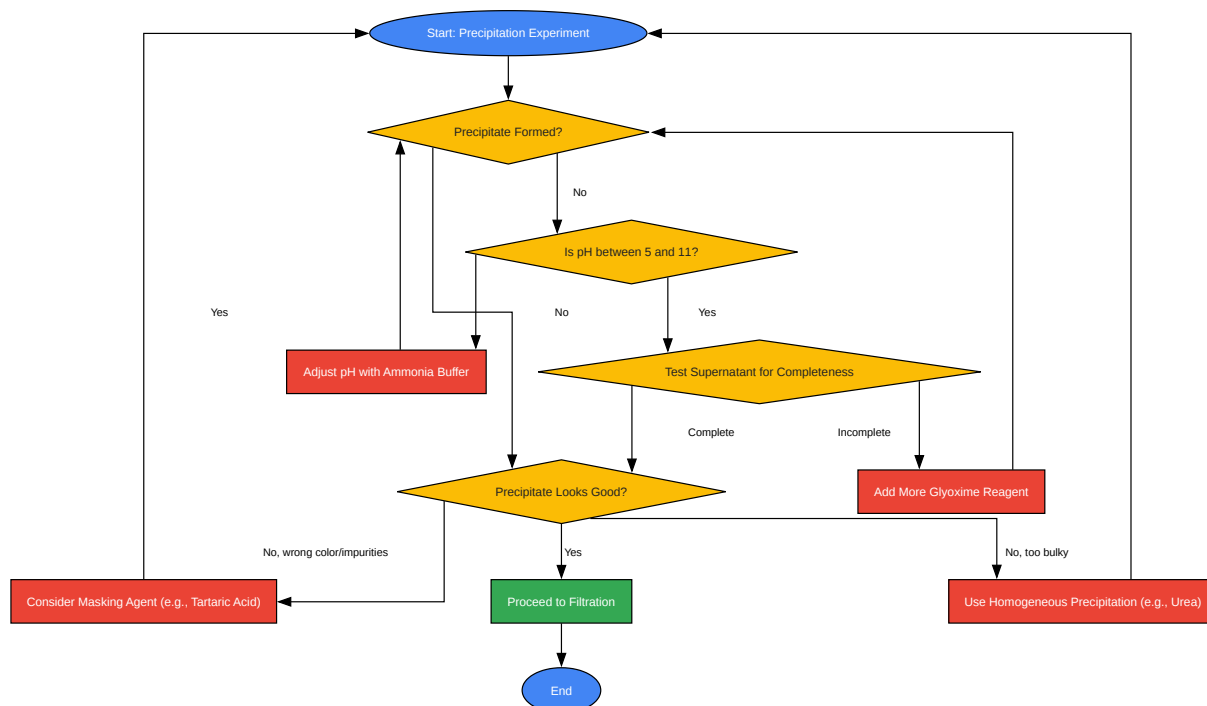 Start: Precipitation Experiment
Precipitate Formed?
No
Is pH between 5 and 11?
Yes
No
Yes
Adjust pH with Ammonia Buffer
Test Supernatant for Completeness
Complete
Incomplete
Precipitate Looks Good?
Add More Glyoxime Reagent
No, wrong color/impurities
Yes
No, too bulky
Consider Masking Agent (e.g., Tartaric Acid)
Proceed to Filtration
Use Homogeneous Precipitation (e.g., Urea)
End